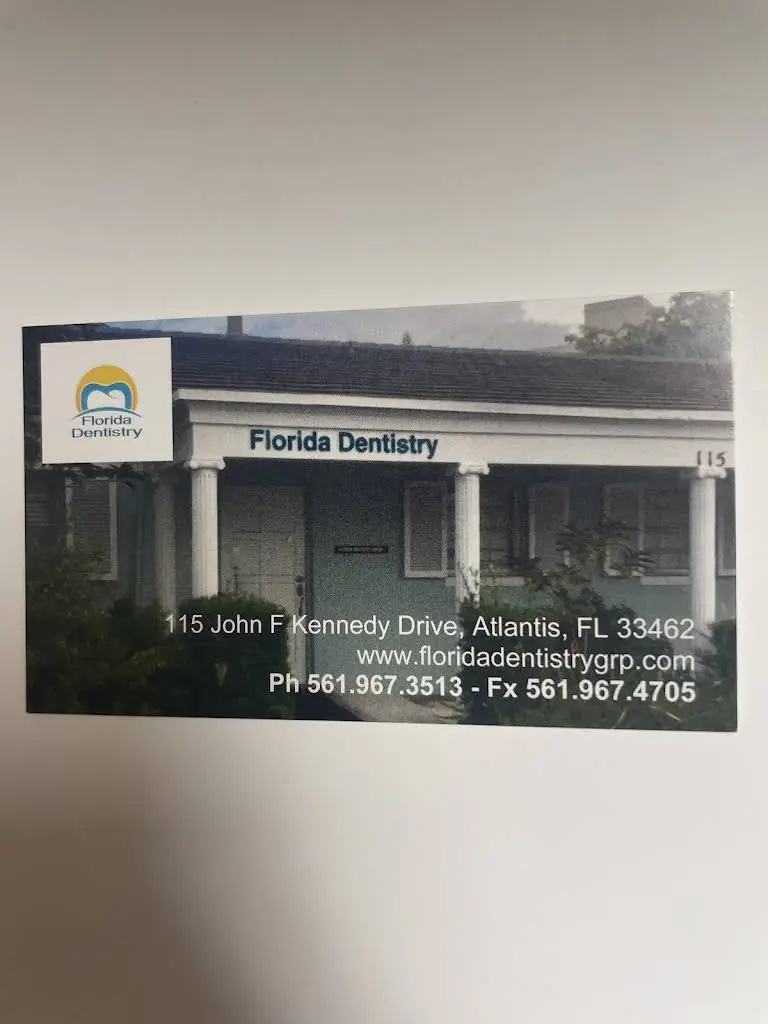 Florida
Dentistry
Florida Dentistry
115
115 John F Kennedy Drive, Atlantis, FL 33462
www.floridadentistrygrp.com
Ph 561.967.3513 - Fx 561.967.4705